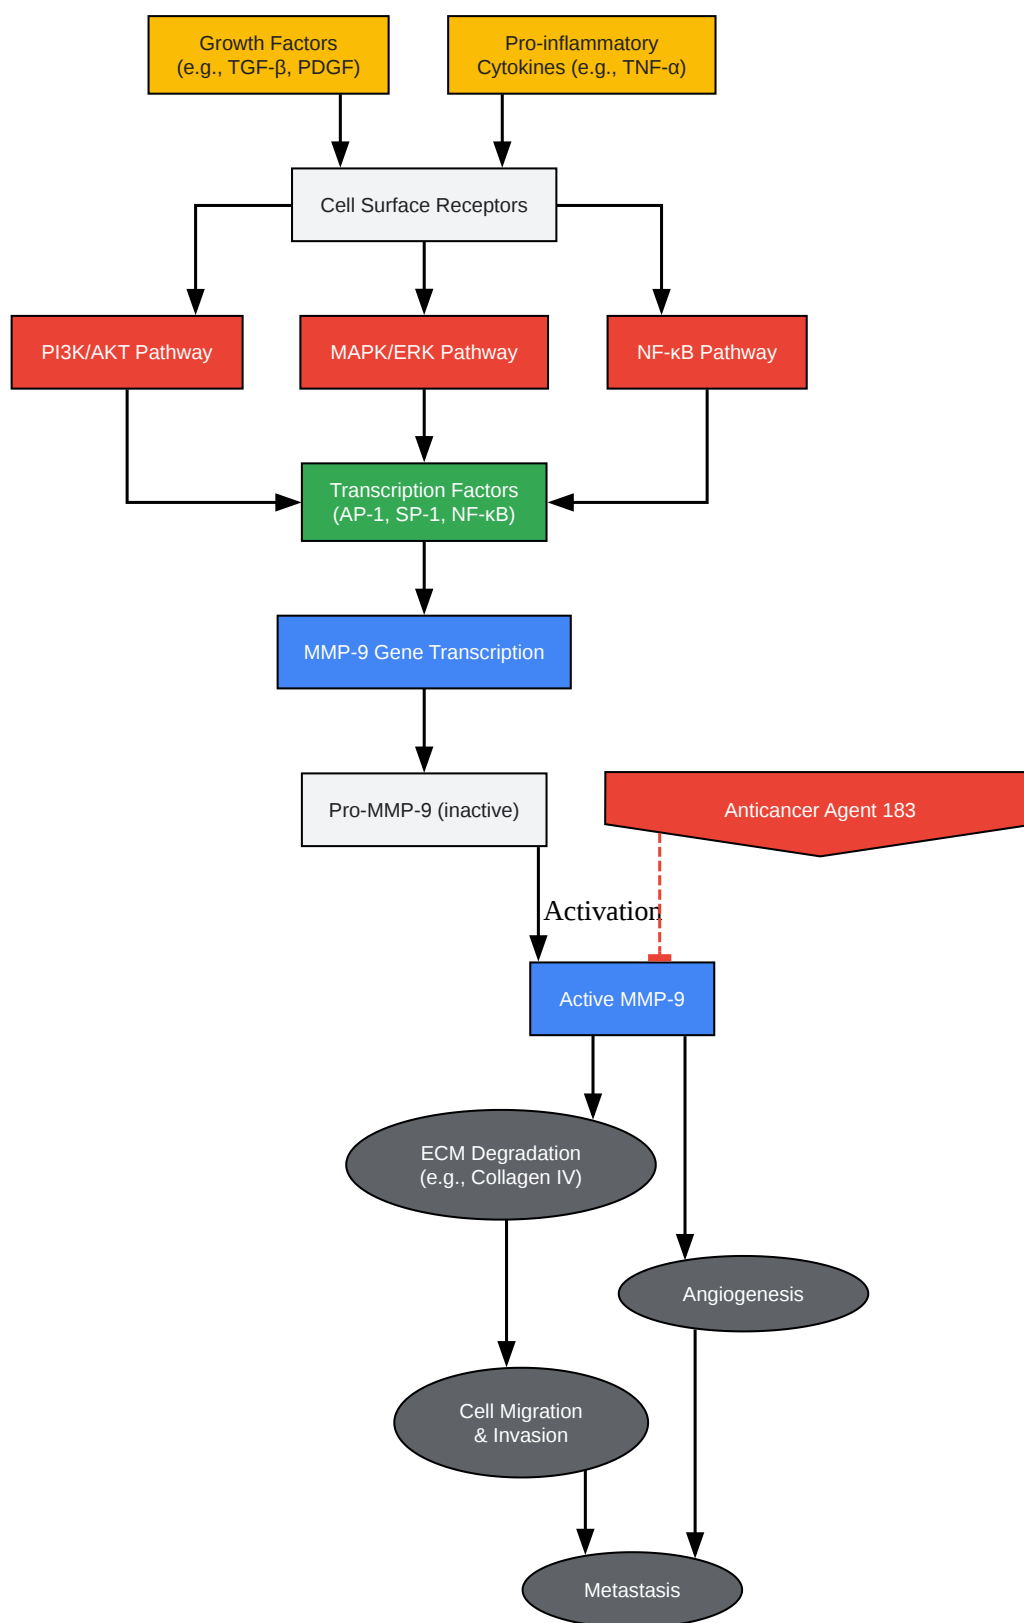 Growth Factors
(e.g., TGF-β, PDGF)
Pro-inflammatory
Cytokines (e.g., TNF-α)
Cell Surface Receptors
PI3K/AKT Pathway
MAPK/ERK Pathway
NF-κB Pathway
Transcription Factors
(AP-1, SP-1, NF-κB)
MMP-9 Gene Transcription
Pro-MMP-9 (inactive)
Anticancer Agent 183
Activation
Active MMP-9
ECM Degradation
(e.g., Collagen IV)
Angiogenesis
Cell Migration
& Invasion
Metastasis